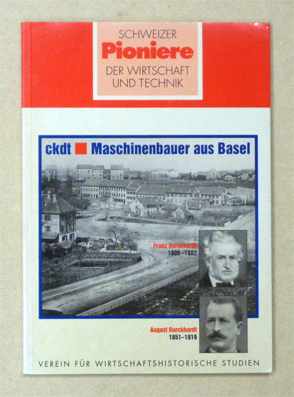 SCHWEIZER
Pioniere
DER WIRTSCHAFT
UND TECHNIK
ckdt ■ Maschinenbauer aus Basel
Franz Burckhardt
1809–1882
August Burckhardt
1851–1919
VEREIN FÜR WIRTSCHAFTSHISTORISCHE STUDIEN